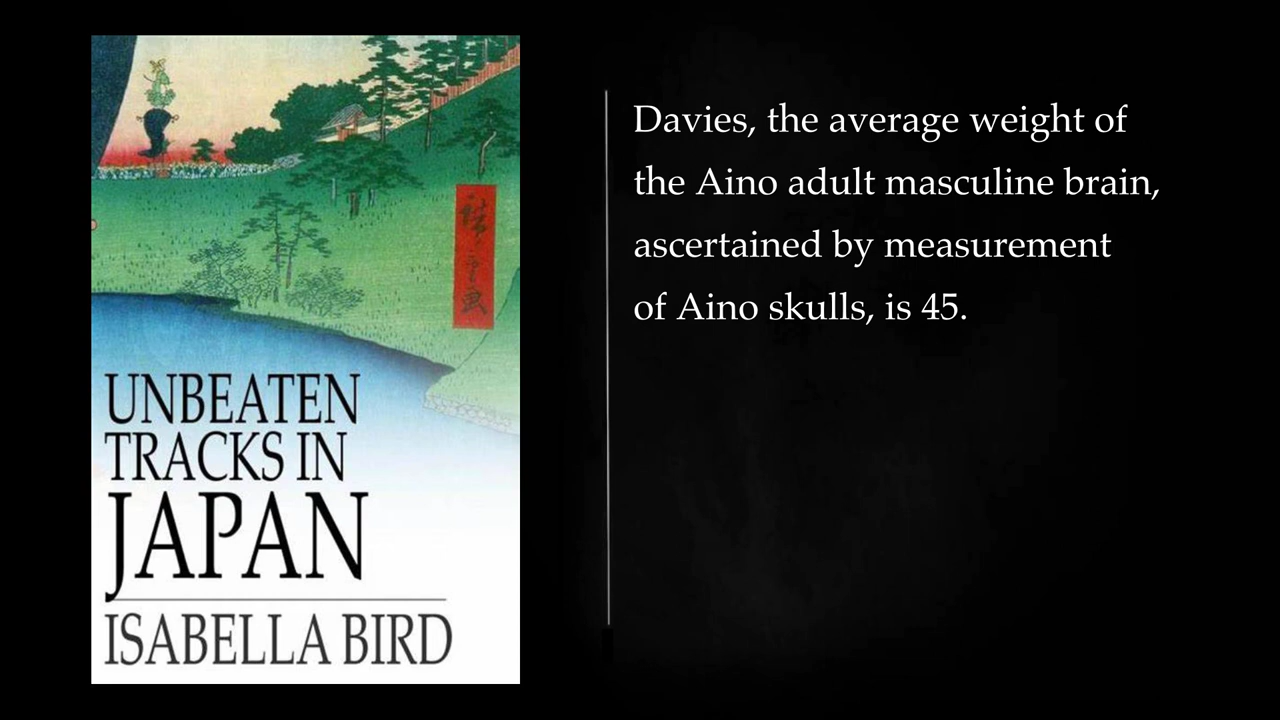 UNBEATEN
TRACKS IN
JAPAN
ISABELLA BIRD
Davies, the average weight of
the Aino adult masculine brain,
ascertained by measurement
of Aino skulls, is 45.